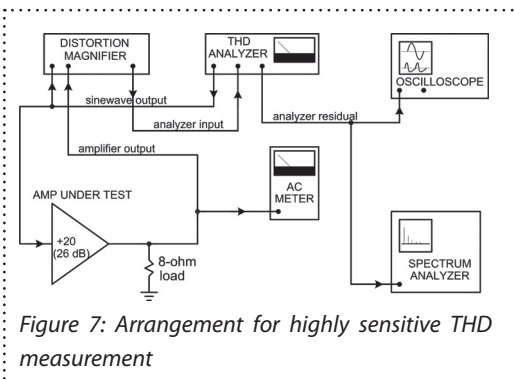 DISTORTION
MAGNIFIER
THD
ANALYZER
OSCILLOSCOPE
sinewave output
analyzer input
analyzer residual
amplifier output
AC
METER
AMP UNDER TEST
+20
(26 dB)
8-ohm
load
SPECTRUM
ANALYZER
Figure 7: Arrangement for highly sensitive THD
measurement